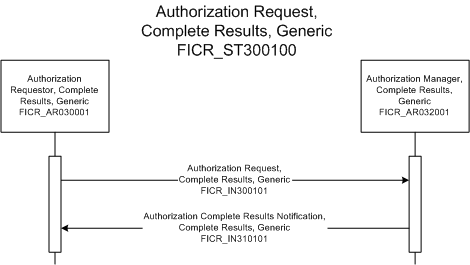 Authorization Request,
Complete Results, Generic
FICR_ST300100
Authorization
Requestor, Complete
Results, Generic
FICR_AR030001
Authorization Manager,
Complete Results,
Generic
FICR_AR032001
Authorization Request,
Complete Results, Generic
FICR_IN300101
Authorization Complete Results Notification,
Complete Results, Generic
FICR_IN310101